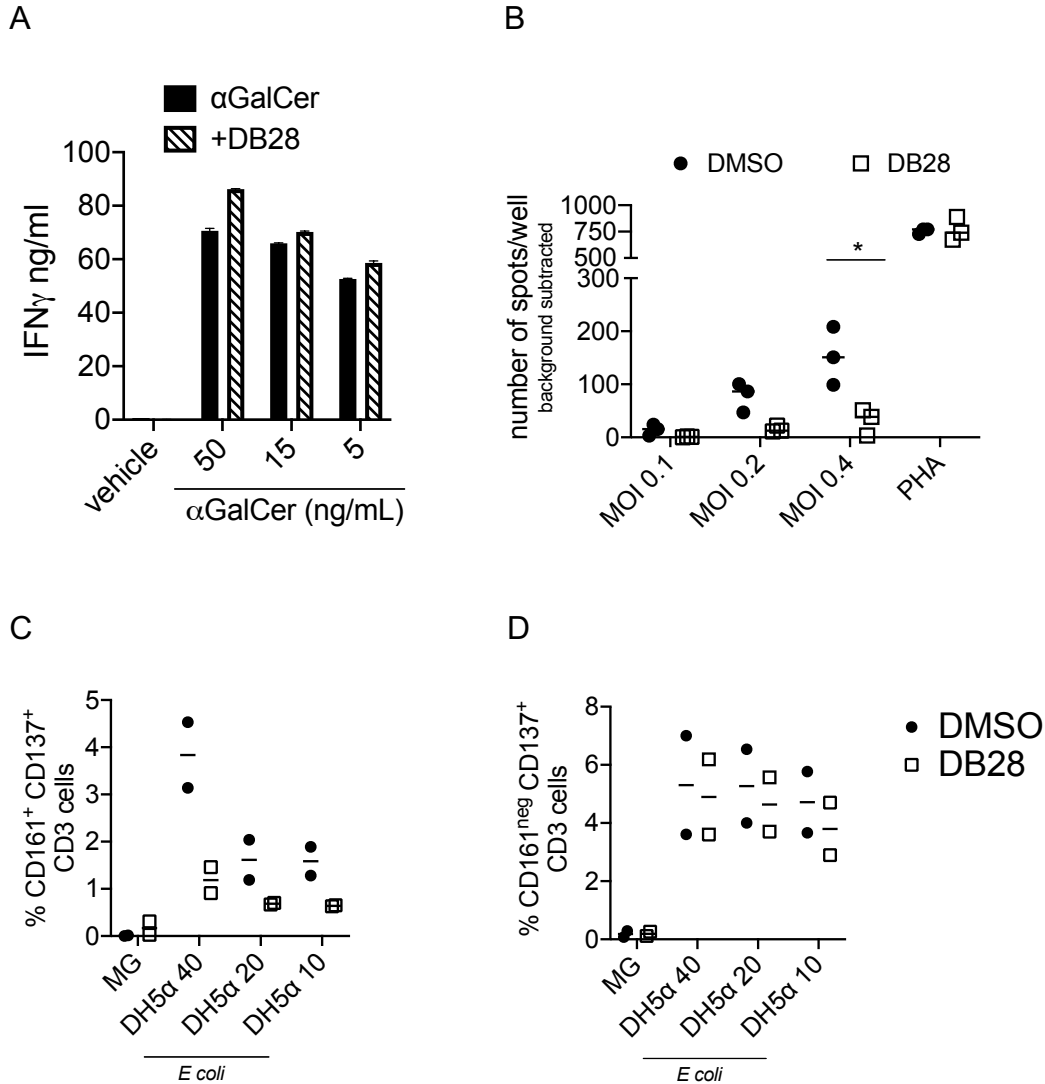 A
αGalCer
+DB28
IFNγ ng/ml
100
80
60
40
20
0
vehicle
50
15
5
αGalCer (ng/mL)
B
DMSO
DB28
number of spots/well
background subtracted
1000
750
500
300
200
100
0
*
MOI 0.1
MOI 0.2
MOI 0.4
PHA
C
% CD161+ CD137+
CD3 cells
5
4
3
2
1
0
MG
DH5α 40
DH5α 20
DH5α 10
E coli
D
% CD161neg CD137+
CD3 cells
8
6
4
2
0
MG
DH5α 40
DH5α 20
DH5α 10
E coli
DMSO
DB28